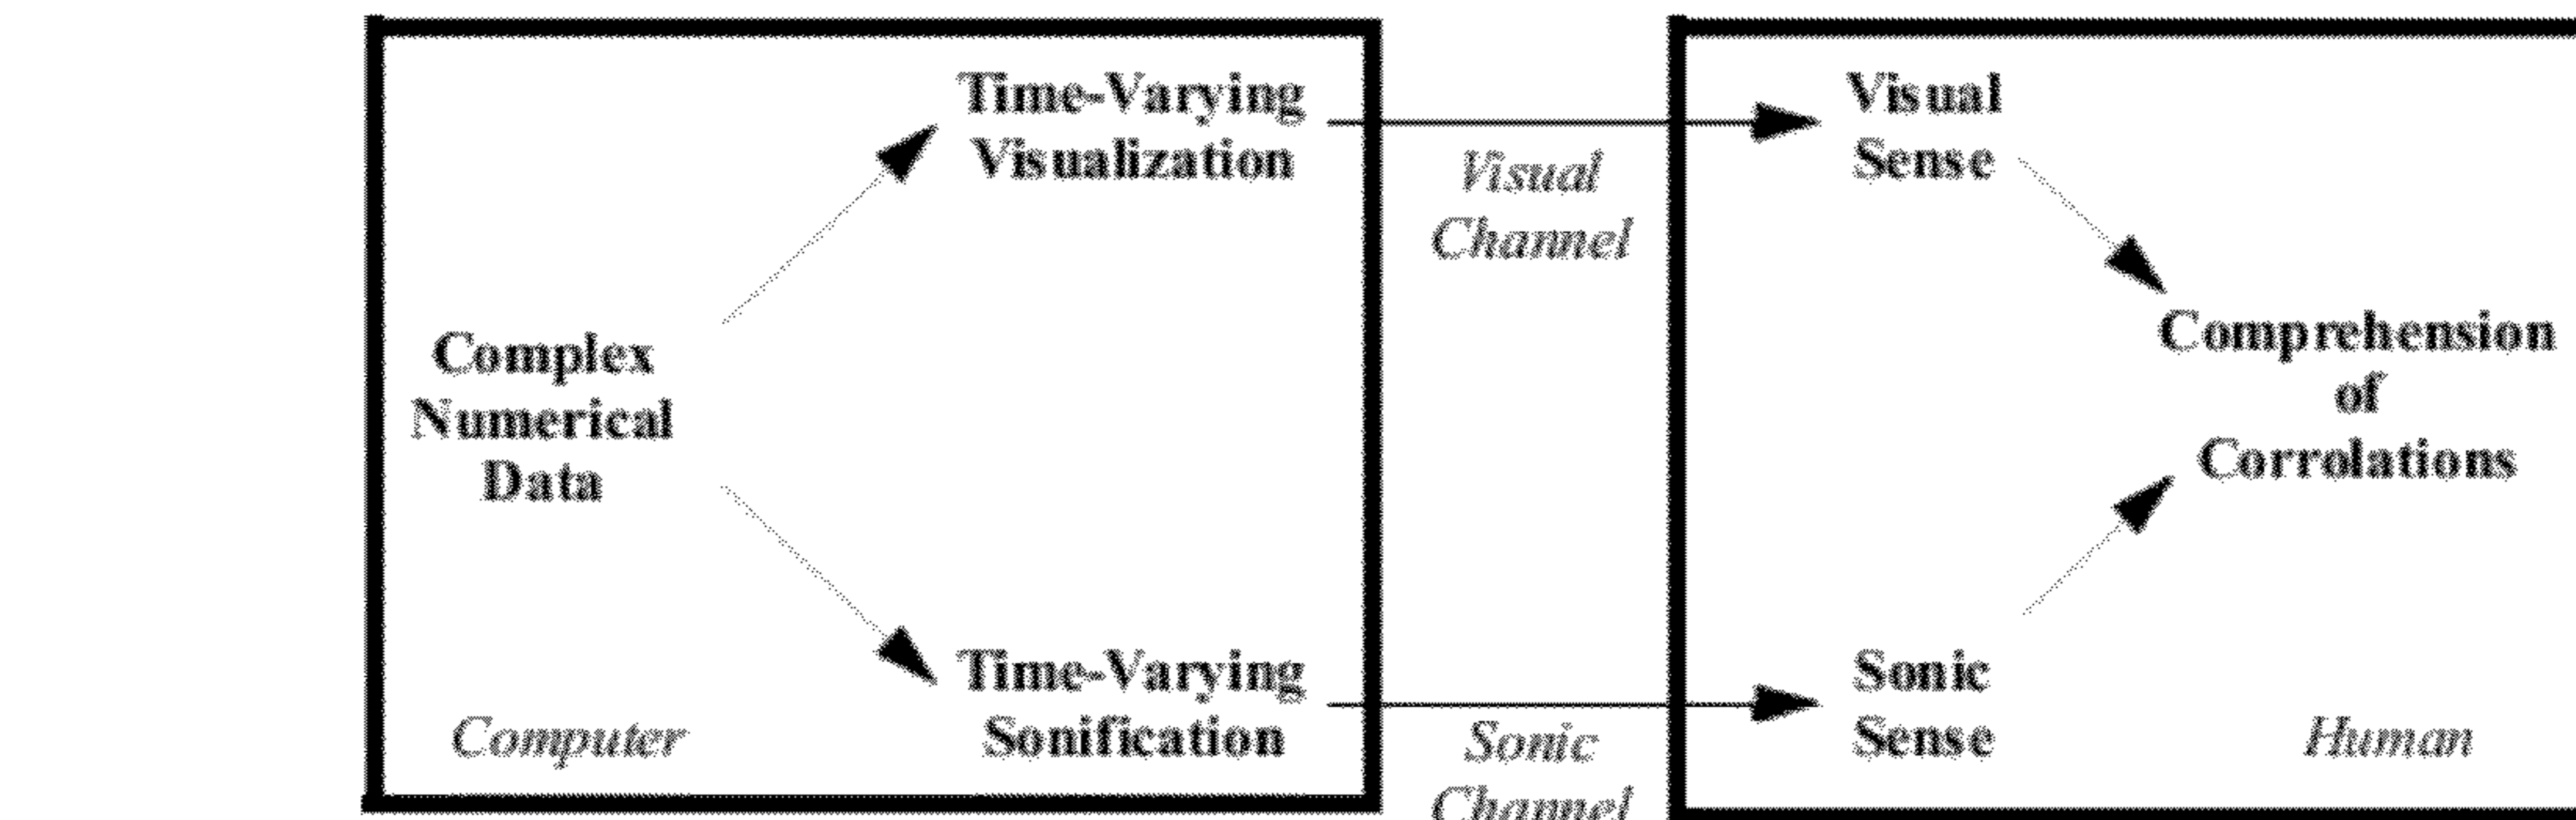 Time-Varying
Visualization
Visual
Channel
Visual
Sense
Complex
Numerical
Data
Comprehension
of
Corrolations
Time-Varying
Sonification
Computer
Sonic
Channel
Sonic
Sense
Human